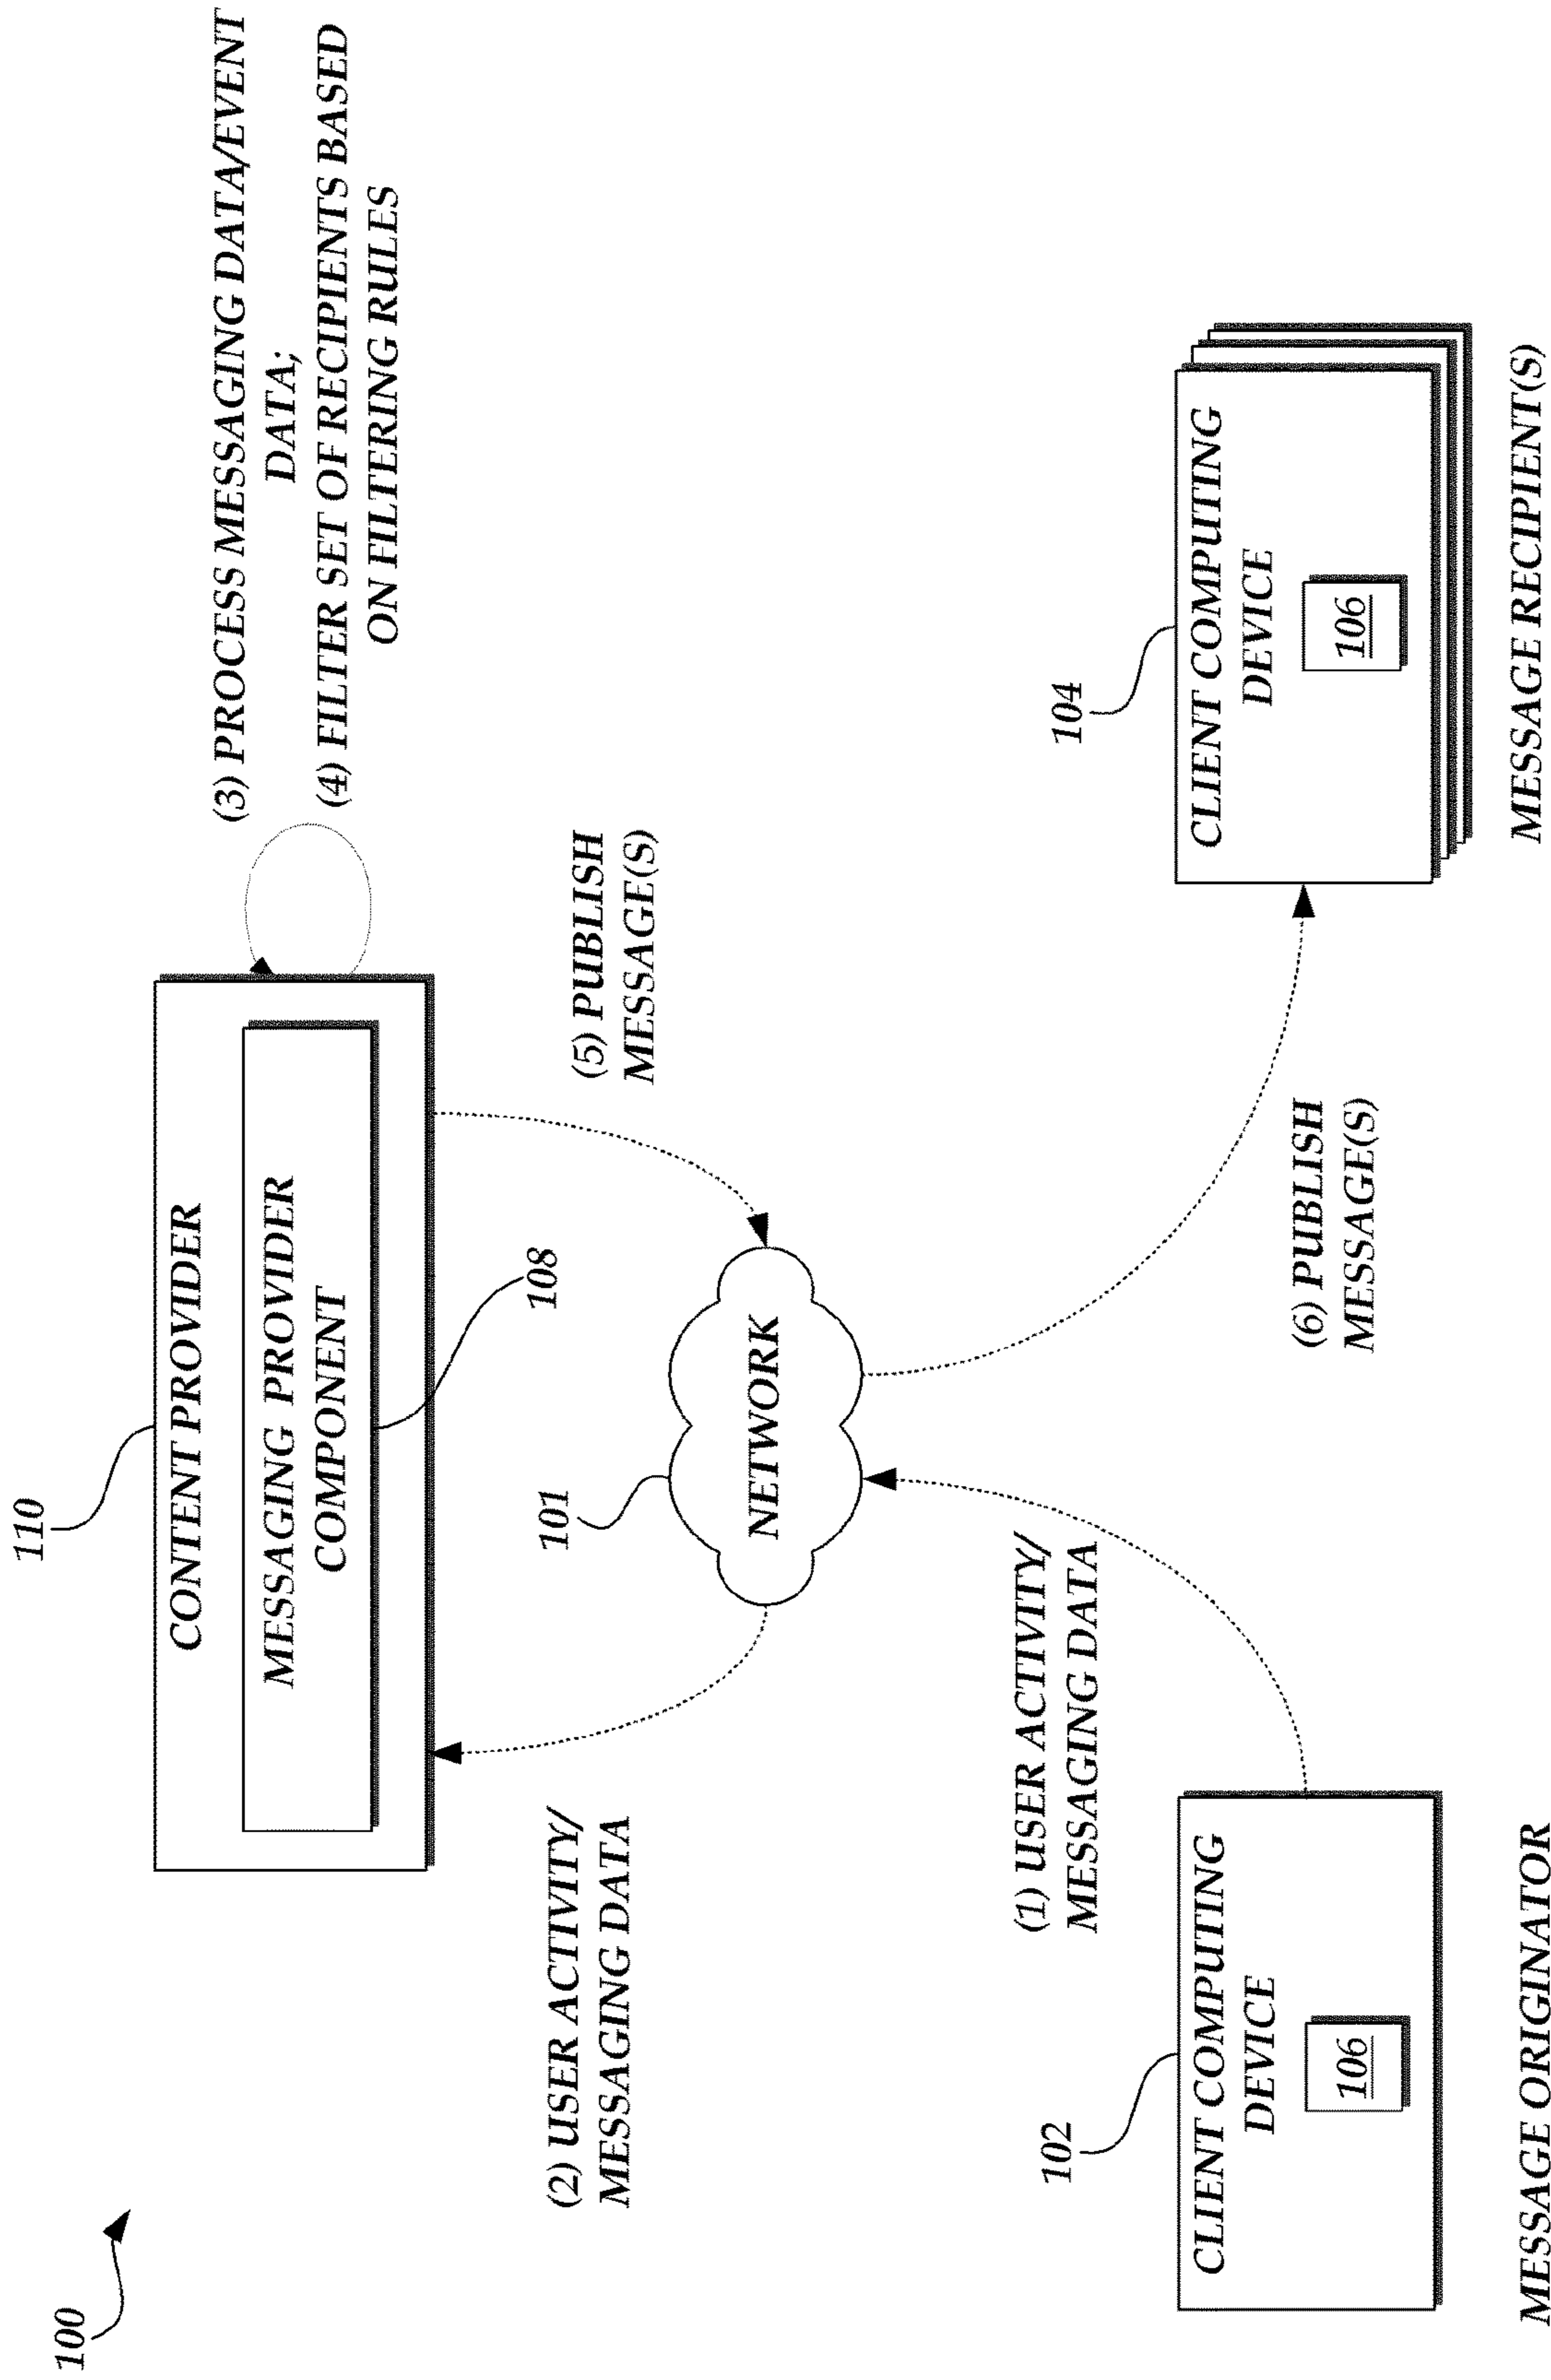 100
110
CONTENT PROVIDER
MESSAGING PROVIDER
COMPONENT
108
(3) PROCESS MESSAGING DATA/EVENT
DATA;
(4) FILTER SET OF RECIPIENTS BASED
ON FILTERING RULES
(2) USER ACTIVITY/
MESSAGING DATA
101
NETWORK
(5) PUBLISH
MESSAGE(S)
(1) USER ACTIVITY/
MESSAGING DATA
(6) PUBLISH
MESSAGE(S)
102
CLIENT COMPUTING
DEVICE
106
MESSAGE ORIGINATOR
104
CLIENT COMPUTING
DEVICE
106
MESSAGE RECIPIENT(S)